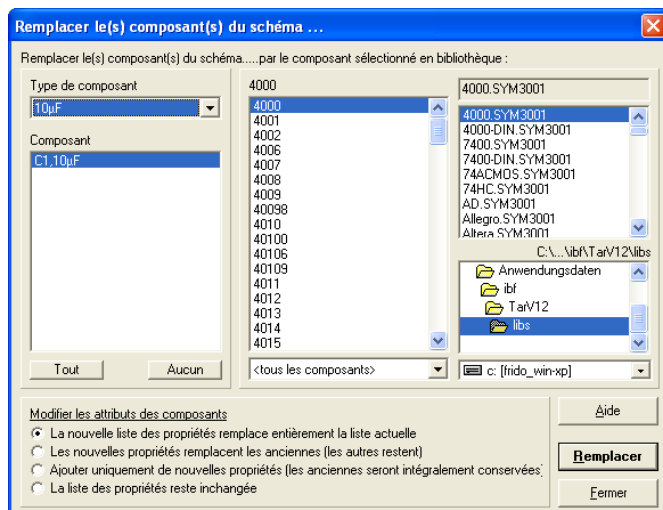 Remplacer le(s) composant(s) du schéma ...
Remplacer le(s) composant(s) du schéma.....par le composant sélectionné en bibliothèque :
Type de composant
10µF
Composant
C1,10µF
Tout
Aucun
4000
4000
4001
4002
4006
4007
4008
4009
40098
4010
40100
40106
40109
4011
4012
4013
4014
4015
<tous les composants>
4000.SYM3001
4000.SYM3001
4000-DIN.SYM3001
7400.SYM3001
7400-DIN.SYM3001
74ACMOS.SYM3001
74HC.SYM3001
AD.SYM3001
Allegro.SYM3001
Altera.SYM3001
C:\...\ibf\TarV12\libs
Anwendungsdaten
ibf
TarV12
libs
c: [frido_win-xp]
Modifier les attributs des composants
La nouvelle liste des propriétés remplace entièrement la liste actuelle
Les nouvelles propriétés remplacent les anciennes (les autres restent)
Ajouter uniquement de nouvelles propriétés (les anciennes seront intégralement conservées)
La liste des propriétés reste inchangée
Aide
Remplacer
Fermer